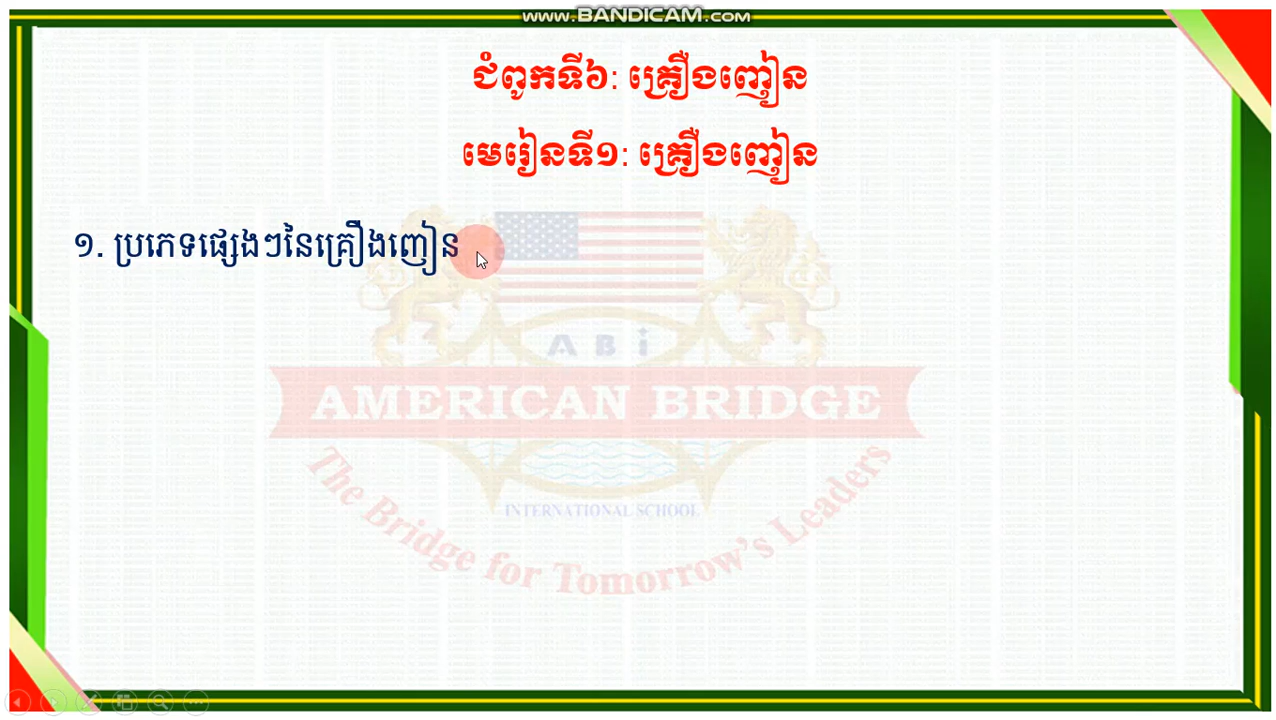 WWW.BANDICAM.COM
ជំពូកទី៦: គ្រឿងញៀន
មេរៀនទី១: គ្រឿងញៀន
១. ប្រភេទផ្សេងៗនៃគ្រឿងញៀន
ABi
AMERICAN BRIDGE
INTERNATIONAL SCHOOL
The Bridge for Tomorrow's Leaders